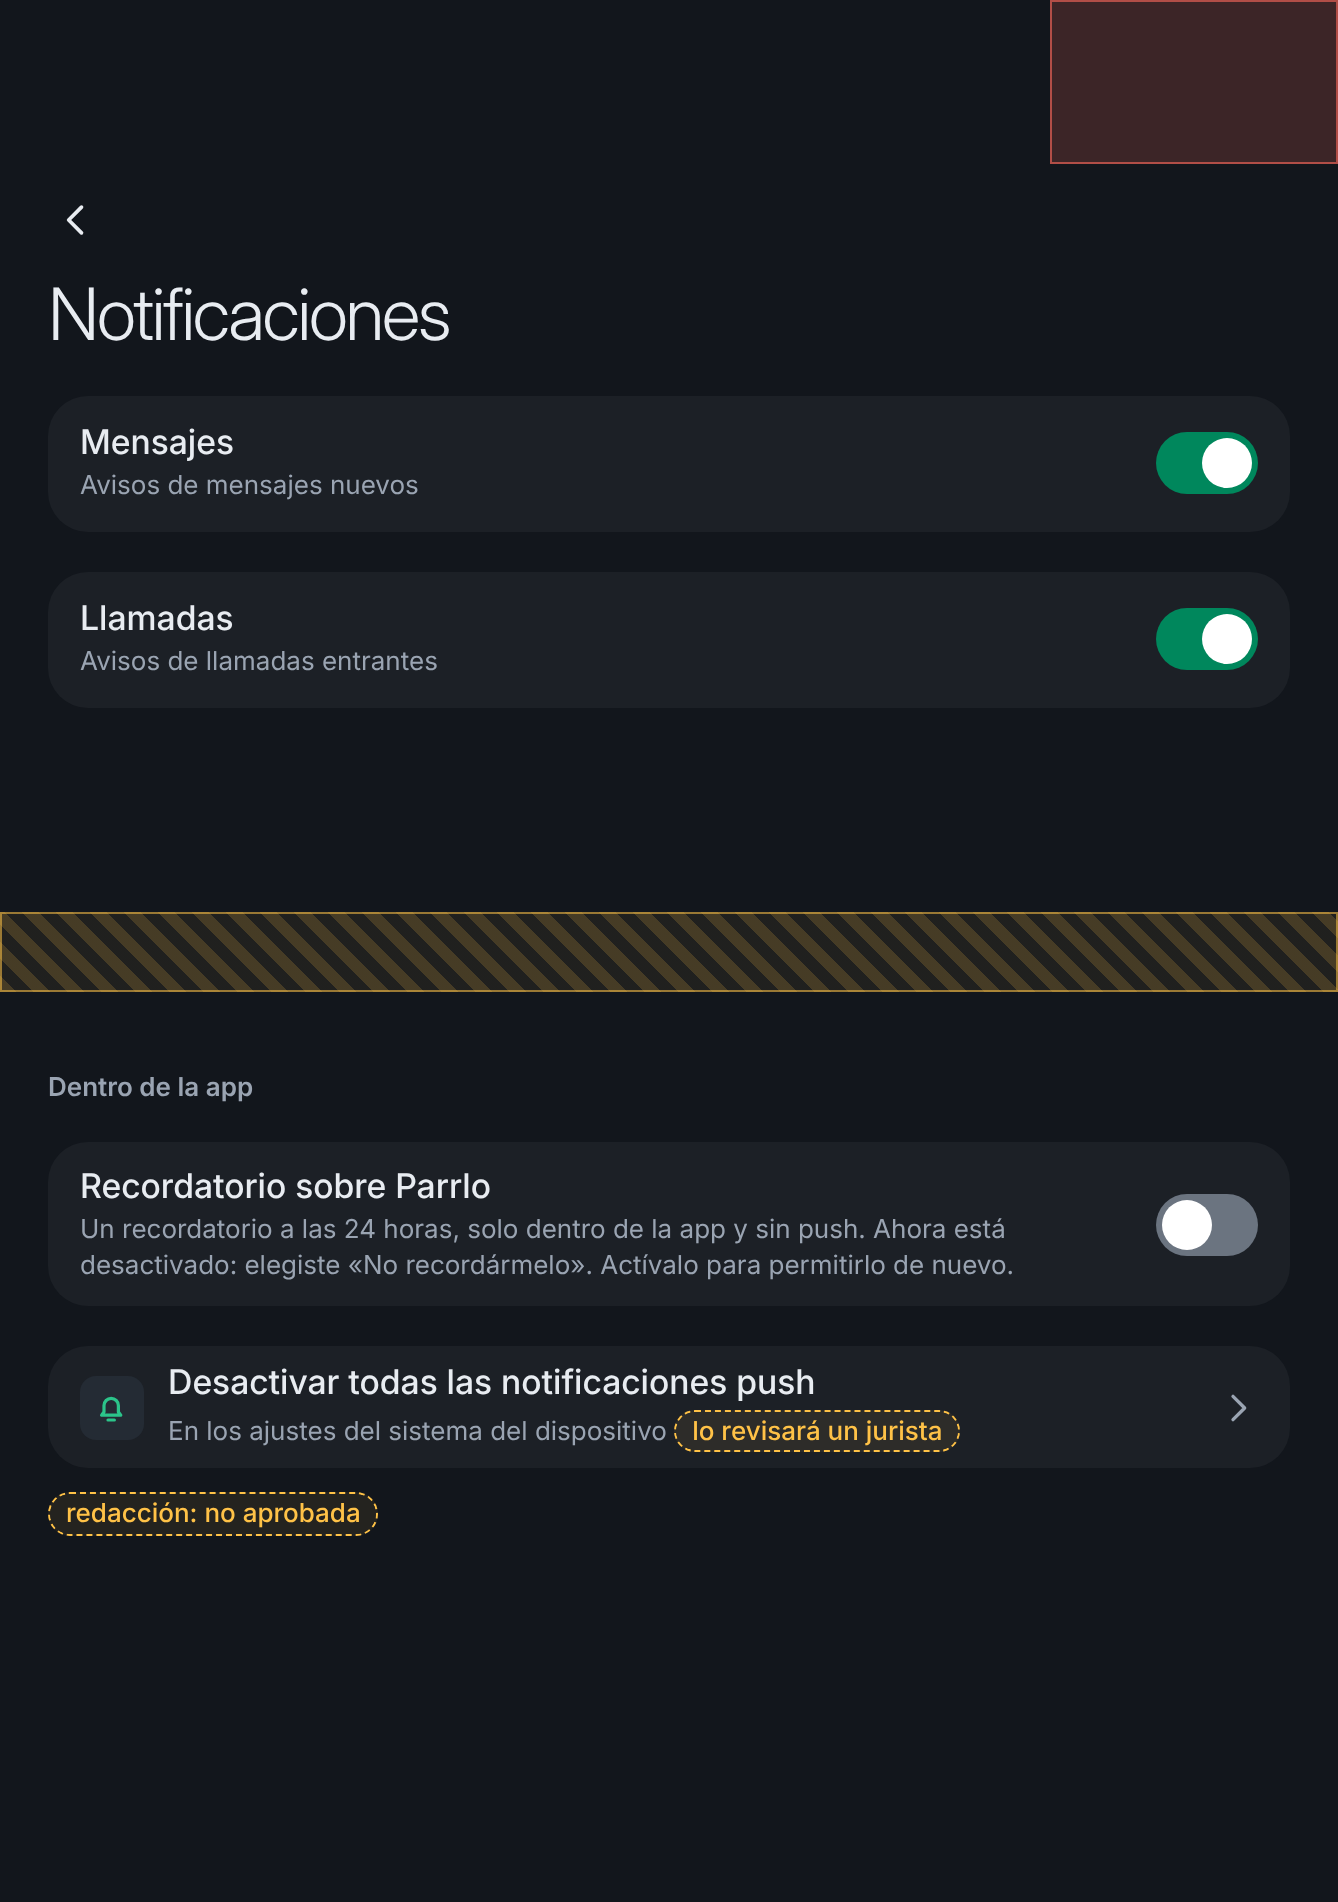 Notificaciones
Mensajes
Avisos de mensajes nuevos
Llamadas
Avisos de llamadas entrantes
Dentro de la app
Recordatorio sobre Parrlo
Un recordatorio a las 24 horas, solo dentro de la app y sin push. Ahora está
desactivado: elegiste «No recordármelo». Actívalo para permitirlo de nuevo.
Desactivar todas las notificaciones push
En los ajustes del sistema del dispositivo lo revisará un jurista
redacción: no aprobada